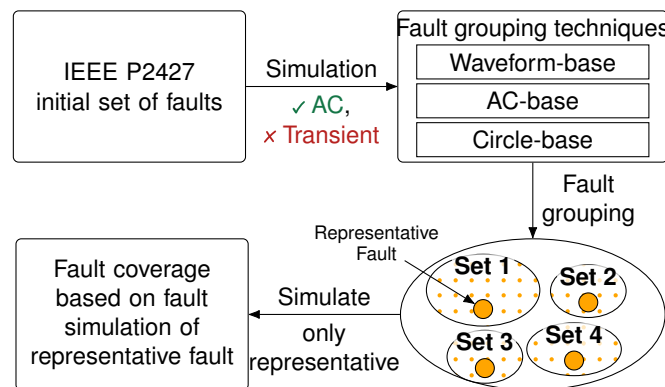 IEEE P2427
initial set of faults
Simulation
✓ AC,
✗ Transient
Fault grouping techniques
Waveform-base
AC-base
Circle-base
Fault
grouping
Representative
Fault
Set 1
Set 2
Set 3
Set 4
Simulate
only
representative
Fault coverage
based on fault
simulation of
representative fault